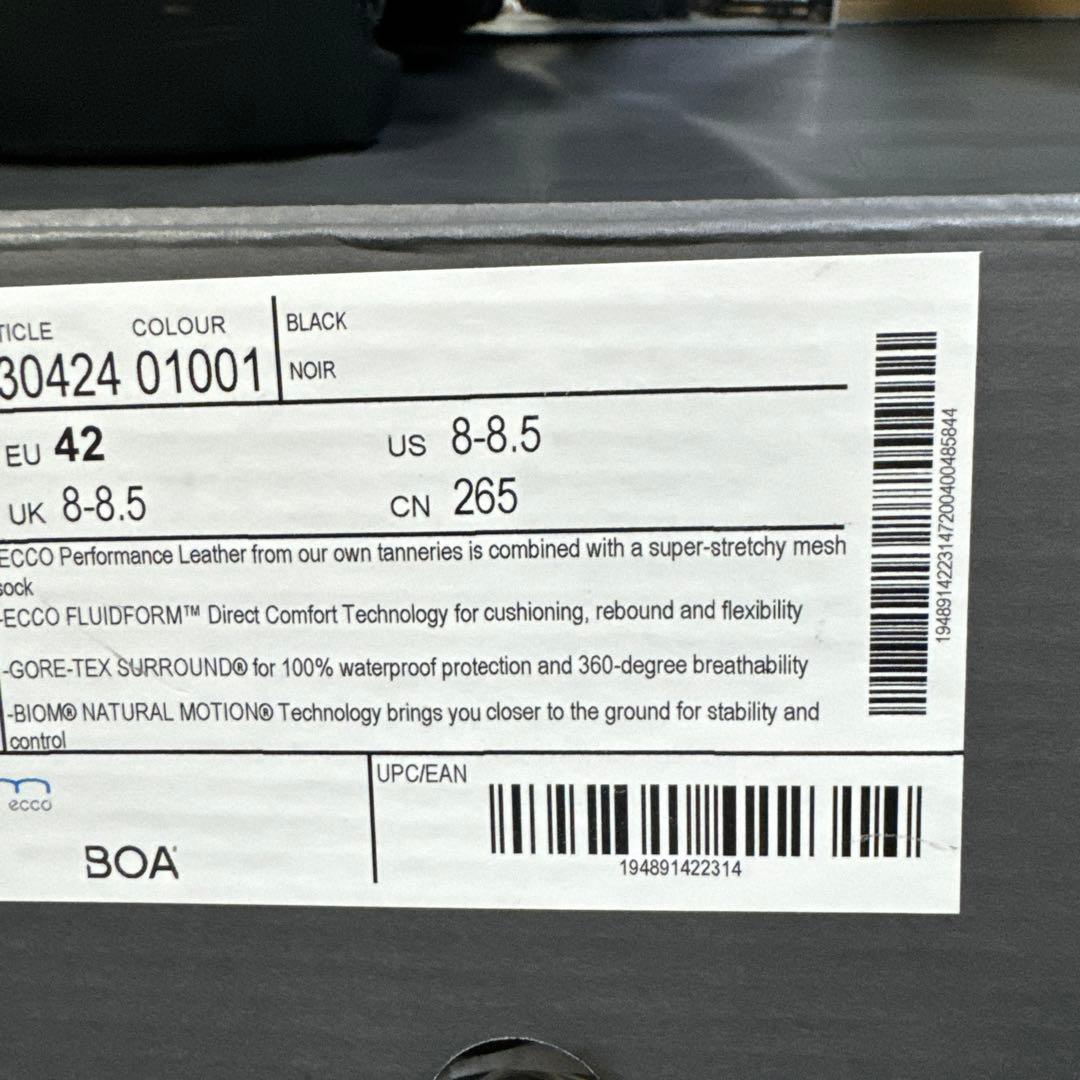 TICLE COLOUR BLACK
30424 01001 NOIR
EU 42 US 8-8.5
UK 8-8.5 CN 265
ECCO Performance Leather from our own tanneries is combined with a super-stretchy mesh
sock
-ECCO FLUIDFORM™ Direct Comfort Technology for cushioning, rebound and flexibility
-GORE-TEX SURROUND® for 100% waterproof protection and 360-degree breathability
-BIOM® NATURAL MOTION® Technology brings you closer to the ground for stability and
control
ecco
BOA
UPC/EAN
194891422314
1948914223147200400485844